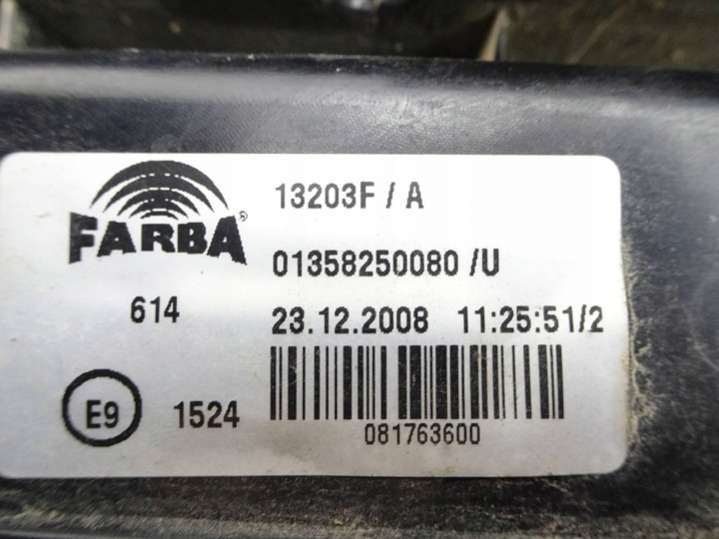 FARBA®
13203F / A
01358250080 /U
614
23.12.2008 11:25:51/2
E9 1524
081763600